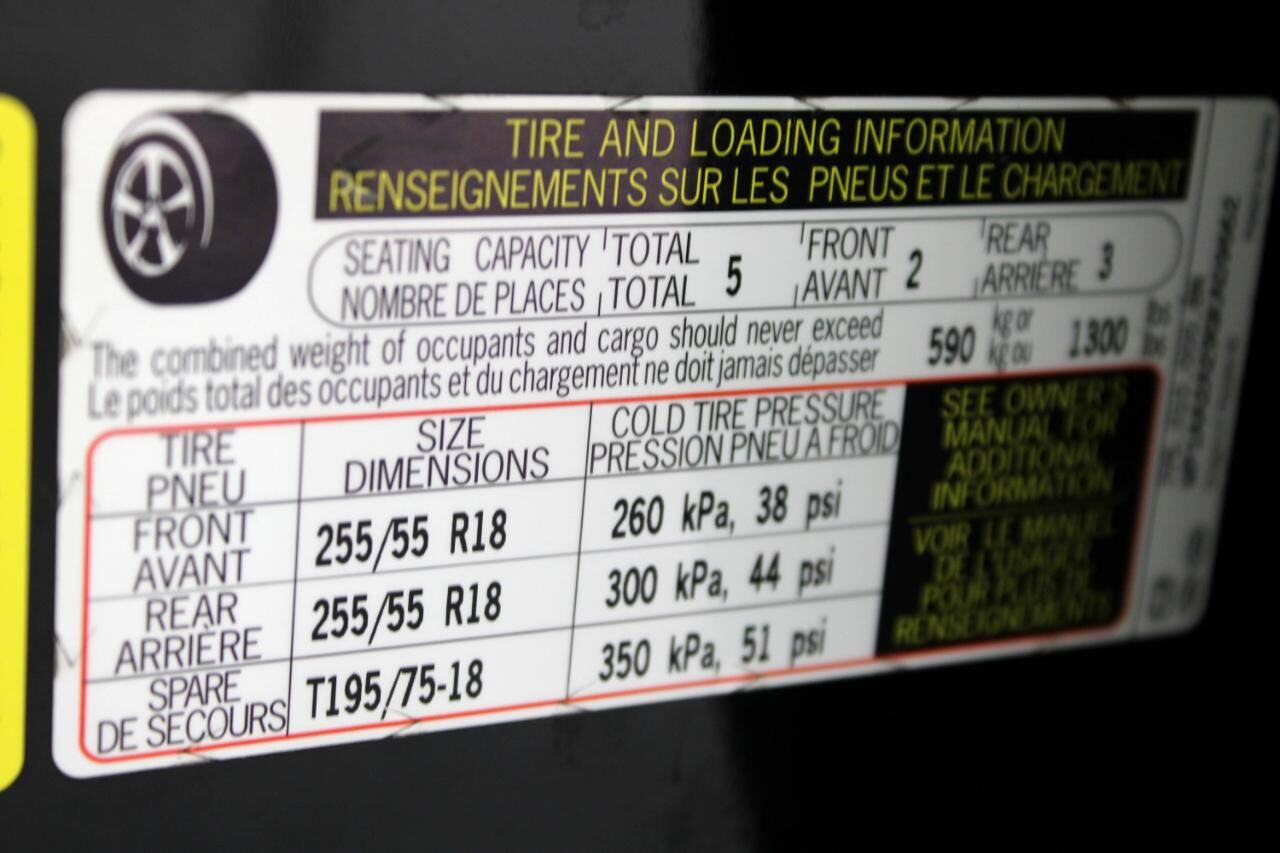 TIRE AND LOADING INFORMATION
RENSEIGNEMENTS SUR LES PNEUS ET LE CHARGEMENT
SEATING CAPACITY TOTAL 5 FRONT 2 REAR 3
NOMBRE DE PLACES TOTAL AVANT ARRIÈRE
The combined weight of occupants and cargo should never exceed 590 kg or 1300 lbs
Le poids total des occupants et du chargement ne doit jamais dépasser kg ou lbs
TIRE SIZE COLD TIRE PRESSURE
PNEU DIMENSIONS PRESSION PNEU A FROID
FRONT 255/55 R18 260 kPa, 38 psi
AVANT
REAR 255/55 R18 300 kPa, 44 psi
ARRIÈRE
SPARE T195/75-18 350 kPa, 51 psi
DE SECOURS
SEE OWNER'S
MANUAL FOR
ADDITIONAL
INFORMATION
VOIR LE MANUEL
DE L'USAGER
POUR PLUS DE
RENSEIGNEMENTS